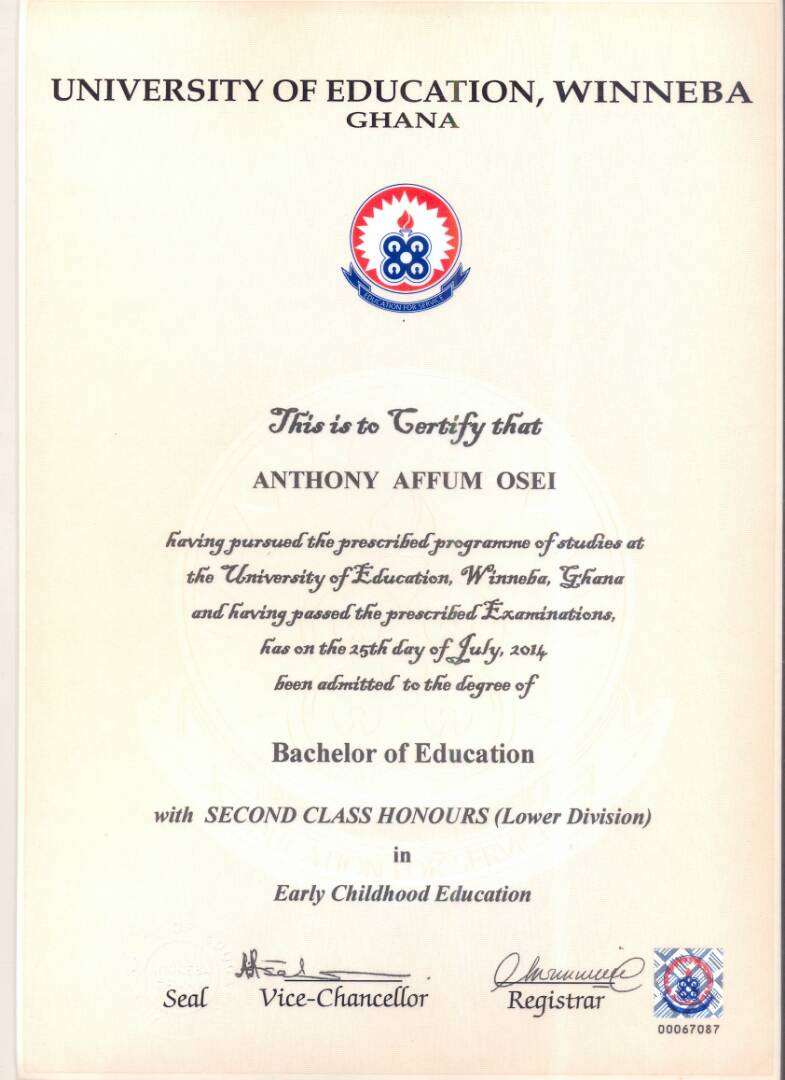 UNIVERSITY OF EDUCATION, WINNEBA
GHANA
EDUCATION FOR SERVICE
This is to Certify that
ANTHONY AFFUM OSEI
having pursued the prescribed programme of studies at
the University of Education, Winneba, Ghana
and having passed the prescribed Examinations,
has on the 25th day of July, 2014
been admitted to the degree of
Bachelor of Education
with SECOND CLASS HONOURS (Lower Division)
in
Early Childhood Education
Seal Vice-Chancellor Registrar
00067087